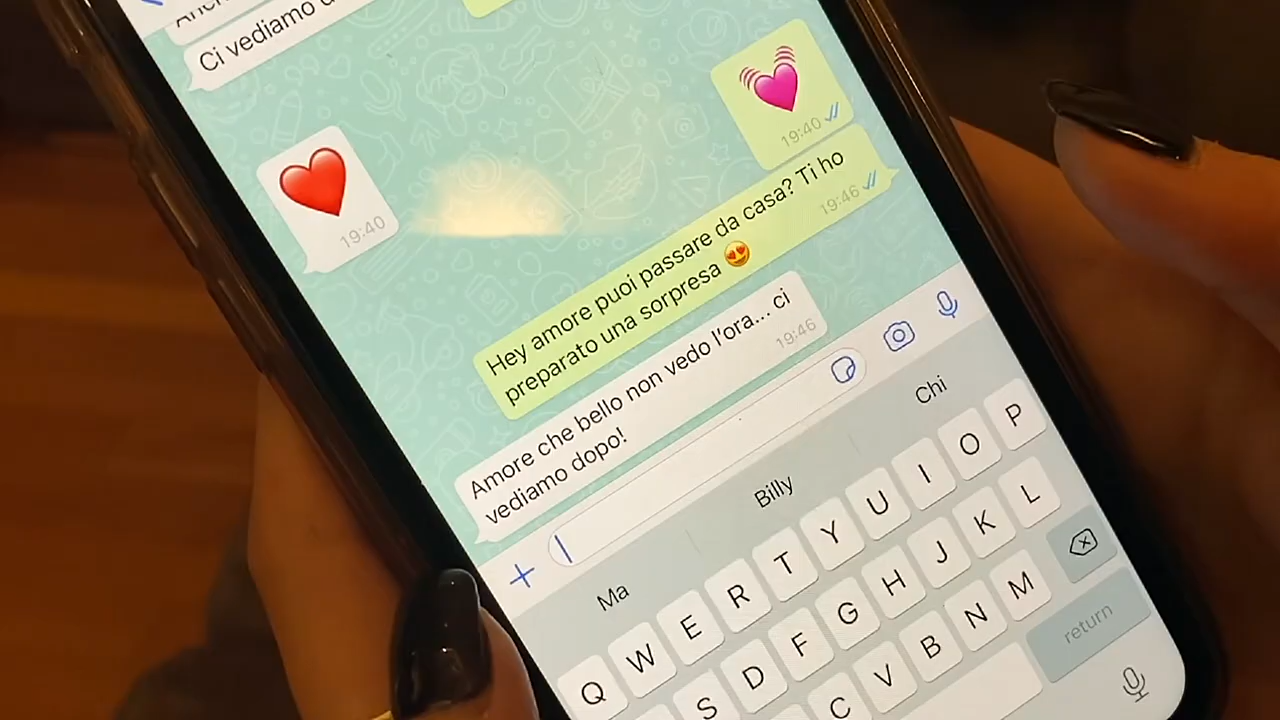 Ci vediamo
19:40
19:40
Hey amore puoi passare da casa? Ti ho
preparato una sorpresa 😍
19:46
Amore che bello non vedo l'ora... ci
vediamo dopo!
19:46
Ma Billy Chi
Q W E R T Y U I O P
S D F G H J K L
C V B N M
return